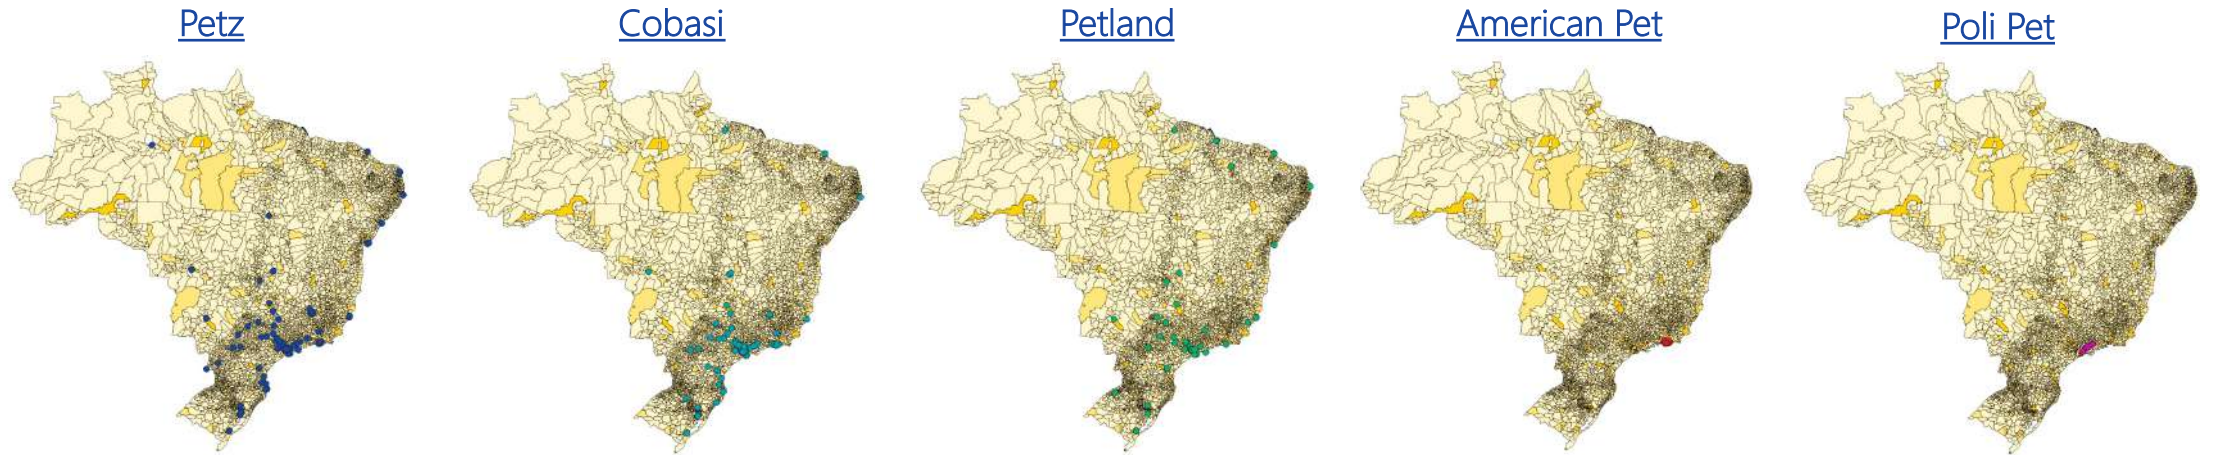 Petz
Cobasi
Petland
American Pet
Poli Pet